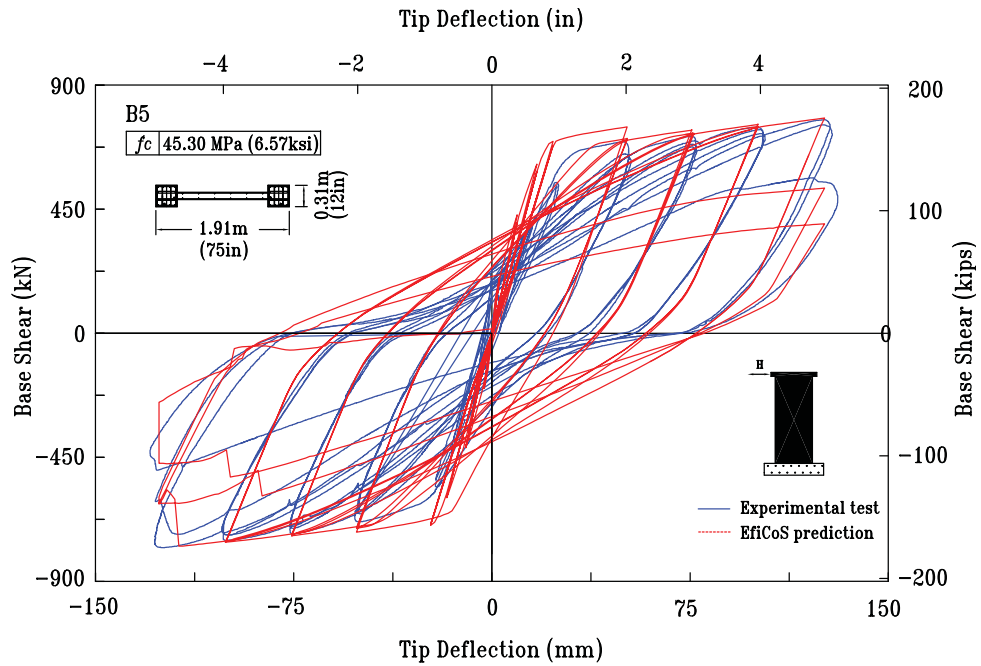 Tip Deflection (in)
-4 -2 0 2 4
900 450 0 -450 -900
Base Shear (kN)
B5
fc 45.30 MPa (6.57ksi)
0.31m
(12in)
1.91m
(75in)
200 100 0 -100 -200
Base Shear (kips)
H
Experimental test
EfiCoS prediction
-150 -75 0 75 150
Tip Deflection (mm)